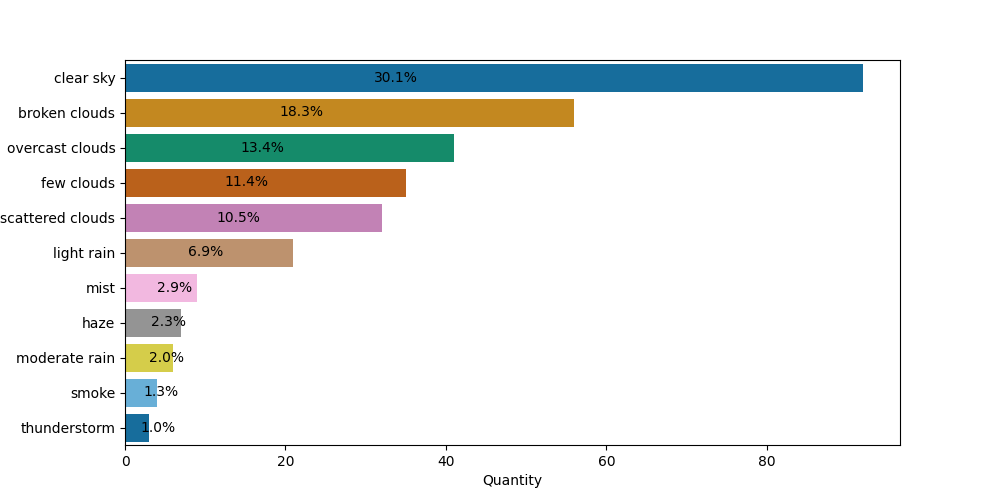 clear sky 30.1%
broken clouds 18.3%
overcast clouds 13.4%
few clouds 11.4%
scattered clouds 10.5%
light rain 6.9%
mist 2.9%
haze 2.3%
moderate rain 2.0%
smoke 1.3%
thunderstorm 1.0%
0 20 40 60 80
Quantity